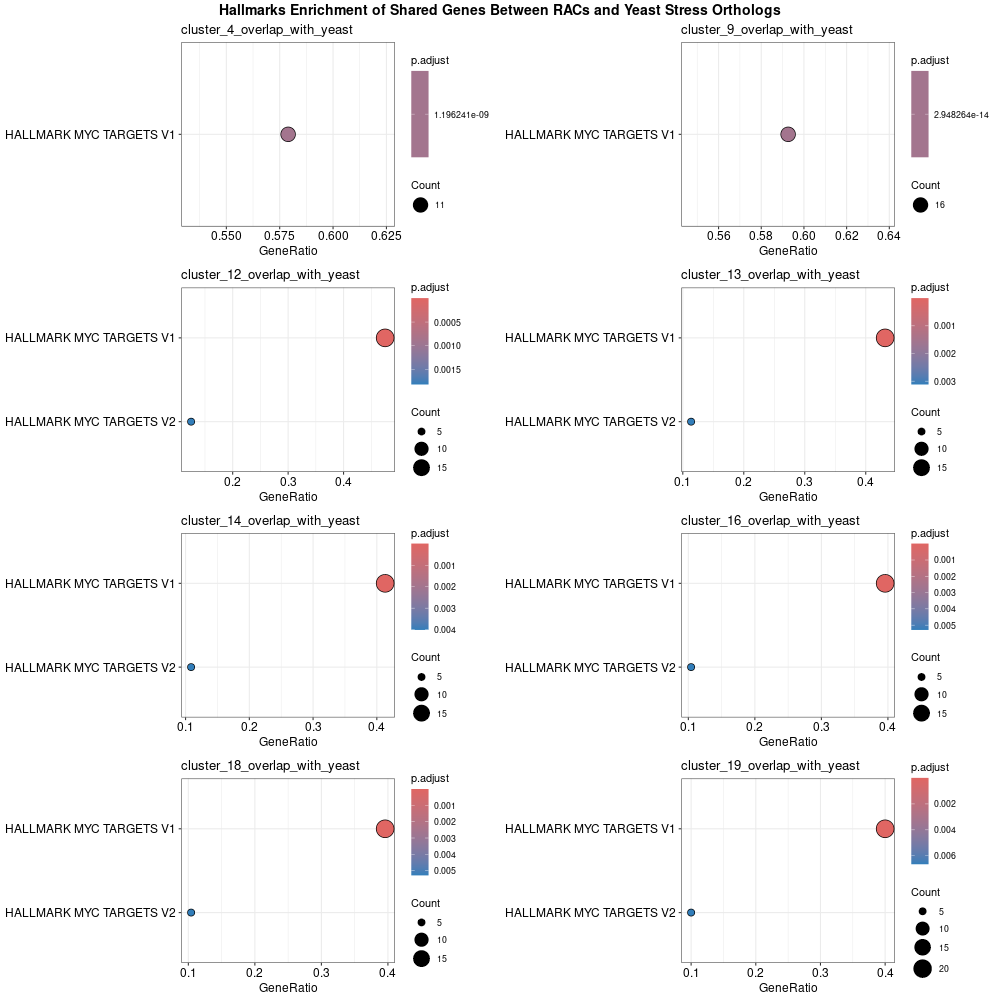 Hallmarks Enrichment of Shared Genes Between RACs and Yeast Stress Orthologs
cluster_4_overlap_with_yeast
HALLMARK MYC TARGETS V1
0.550 0.575 0.600 0.625
GeneRatio
p.adjust
1.196241e-09
Count
11
cluster_9_overlap_with_yeast
HALLMARK MYC TARGETS V1
0.56 0.58 0.60 0.62 0.64
GeneRatio
p.adjust
2.948264e-14
Count
16
cluster_12_overlap_with_yeast
HALLMARK MYC TARGETS V1
HALLMARK MYC TARGETS V2
0.2 0.3 0.4
GeneRatio
p.adjust
0.0005
0.0010
0.0015
Count
5
10
15
cluster_13_overlap_with_yeast
HALLMARK MYC TARGETS V1
HALLMARK MYC TARGETS V2
0.1 0.2 0.3 0.4
GeneRatio
p.adjust
0.001
0.002
0.003
Count
5
10
15
cluster_14_overlap_with_yeast
HALLMARK MYC TARGETS V1
HALLMARK MYC TARGETS V2
0.1 0.2 0.3 0.4
GeneRatio
p.adjust
0.001
0.002
0.003
0.004
Count
5
10
15
cluster_16_overlap_with_yeast
HALLMARK MYC TARGETS V1
HALLMARK MYC TARGETS V2
0.1 0.2 0.3 0.4
GeneRatio
p.adjust
0.001
0.002
0.003
0.004
0.005
Count
5
10
15
cluster_18_overlap_with_yeast
HALLMARK MYC TARGETS V1
HALLMARK MYC TARGETS V2
0.1 0.2 0.3 0.4
GeneRatio
p.adjust
0.001
0.002
0.003
0.004
0.005
Count
5
10
15
cluster_19_overlap_with_yeast
HALLMARK MYC TARGETS V1
HALLMARK MYC TARGETS V2
0.1 0.2 0.3 0.4
GeneRatio
p.adjust
0.002
0.004
0.006
Count
5
10
15
20